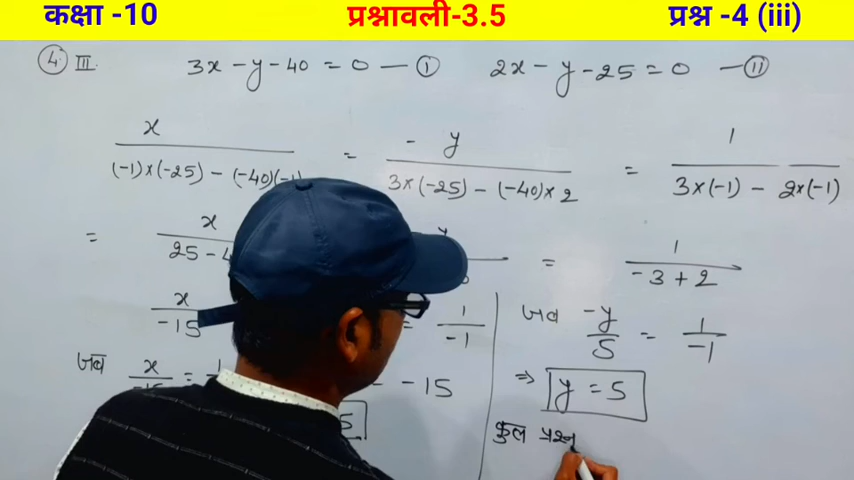 कक्षा -10 प्रश्नावली-3.5 प्रश्न -4 (iii)
4. III. 3x - y - 40 = 0 — (i) 2x - y - 25 = 0 — (ii)
x / (-1)×(-25) - (-40)(-1) = -y / 3×(-25) - (-40)×2 = 1 / 3×(-1) - 2×(-1)
= x / 25 - 4 = 1 / -3+2
x / -15 = 1 / -1
जब -y / 5 = 1 / -1
जब x / -15 = - 15
⇒ y = 5
5
कुल प्रश्न